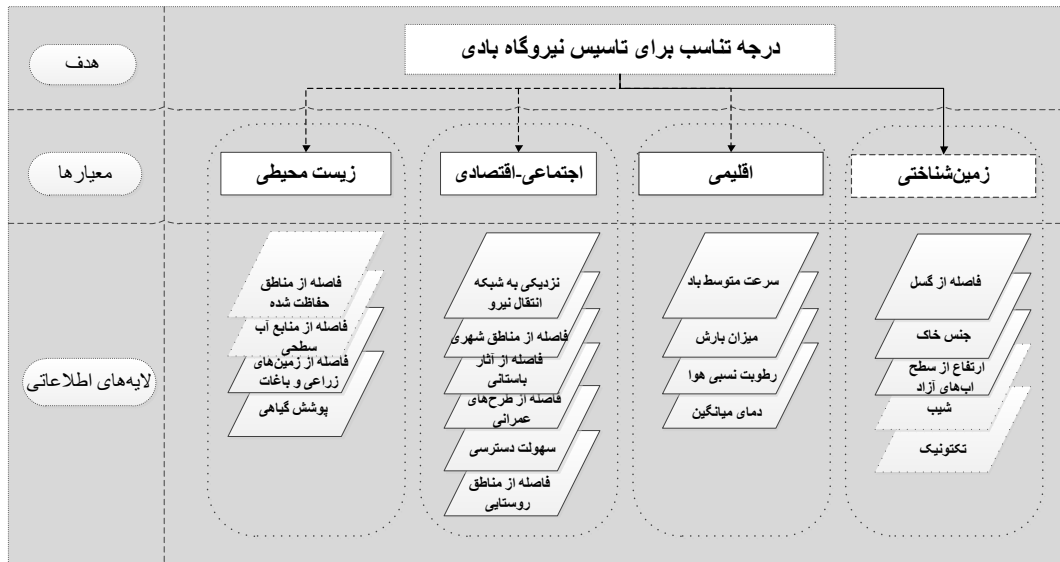 درجه تناسب برای تاسیس نیروگاه بادی
هدف
معیارها
زمین‌شناختی
اقلیمی
اجتماعی-اقتصادی
زیست محیطی
لایه‌های اطلاعاتی
فاصله از گسل
جنس خاک
ارتفاع از سطح
اب‌های آزاد
شیب
تکتونیک
سرعت متوسط باد
میزان بارش
رطوبت نسبی هوا
دمای میانگین
نزدیکی به شبکه
انتقال نیرو
فاصله از مناطق شهری
فاصله از آثار
باستانی
فاصله از طرح‌های
عمرانی
سهولت دسترسی
فاصله از مناطق
روستایی
فاصله از مناطق
حفاظت شده
فاصله از منابع آب
سطحی
فاصله از زمین‌های
زراعی و باغات
پوشش گیاهی